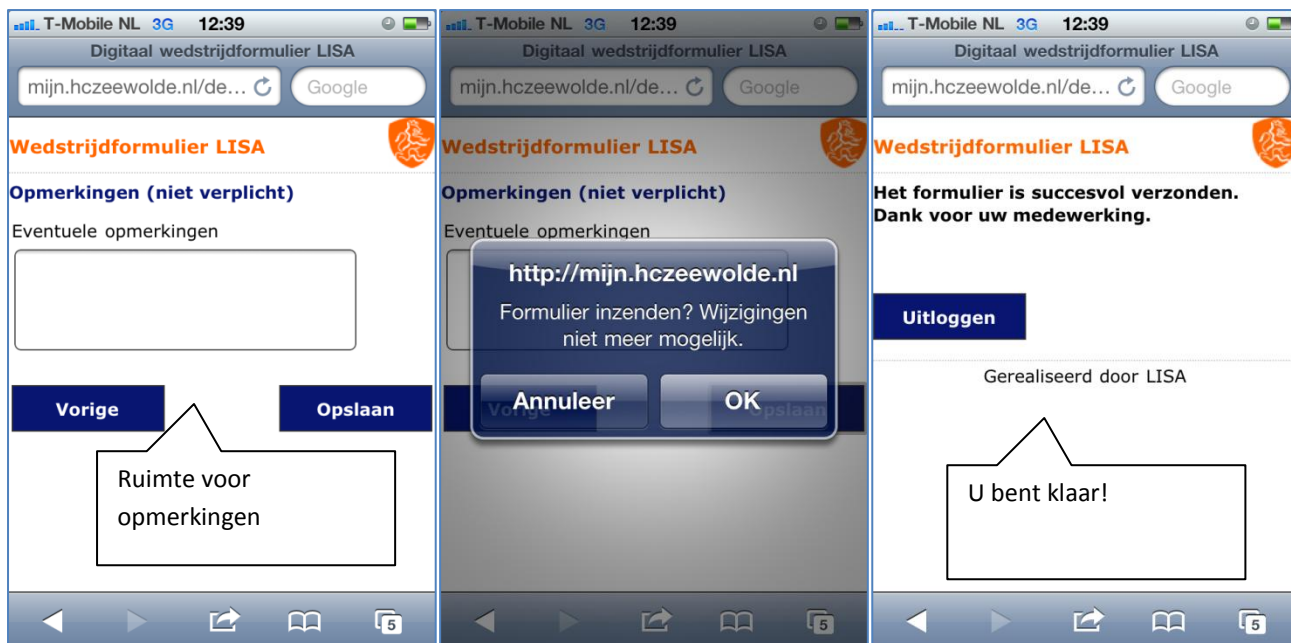 T-Mobile NL 3G 12:39
Digitaal wedstrijdformulier LISA
mijn.hczeewolde.nl/de... Google
Wedstrijdformulier LISA
Opmerkingen (niet verplicht)
Eventuele opmerkingen
Vorige Opslaan
Ruimte voor
opmerkingen
5
T-Mobile NL 3G 12:39
Digitaal wedstrijdformulier LISA
mijn.hczeewolde.nl/de... Google
Wedstrijdformulier LISA
Opmerkingen (niet verplicht)
Eventuele opmerkingen
http://mijn.hczeewolde.nl
Formulier inzenden? Wijzigingen
niet meer mogelijk.
Annuleer OK
Vorige Opslaan
5
T-Mobile NL 3G 12:39
Digitaal wedstrijdformulier LISA
mijn.hczeewolde.nl/de... Google
Wedstrijdformulier LISA
Het formulier is succesvol verzonden.
Dank voor uw medewerking.
Uitloggen
Gerealiseerd door LISA
U bent klaar!
5